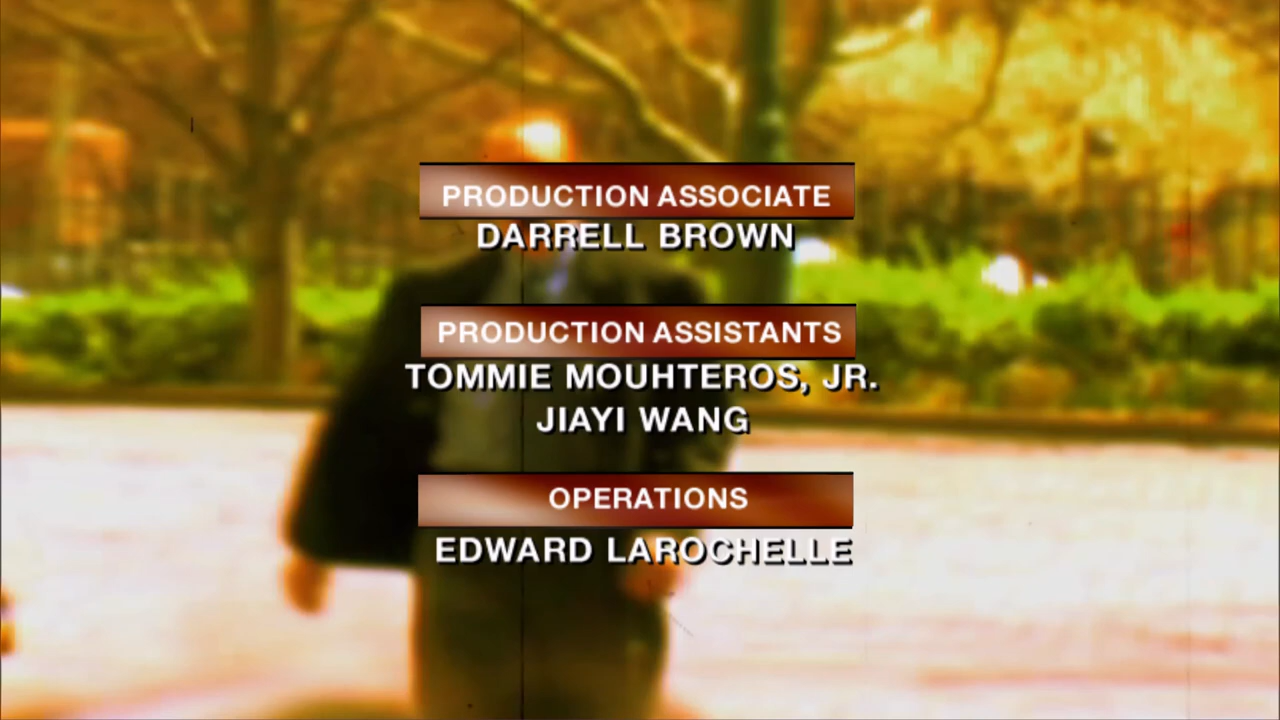 PRODUCTION ASSOCIATE
DARRELL BROWN
PRODUCTION ASSISTANTS
TOMMIE MOUHTEROS, JR.
JIAYI WANG
OPERATIONS
EDWARD LAROCHELLE